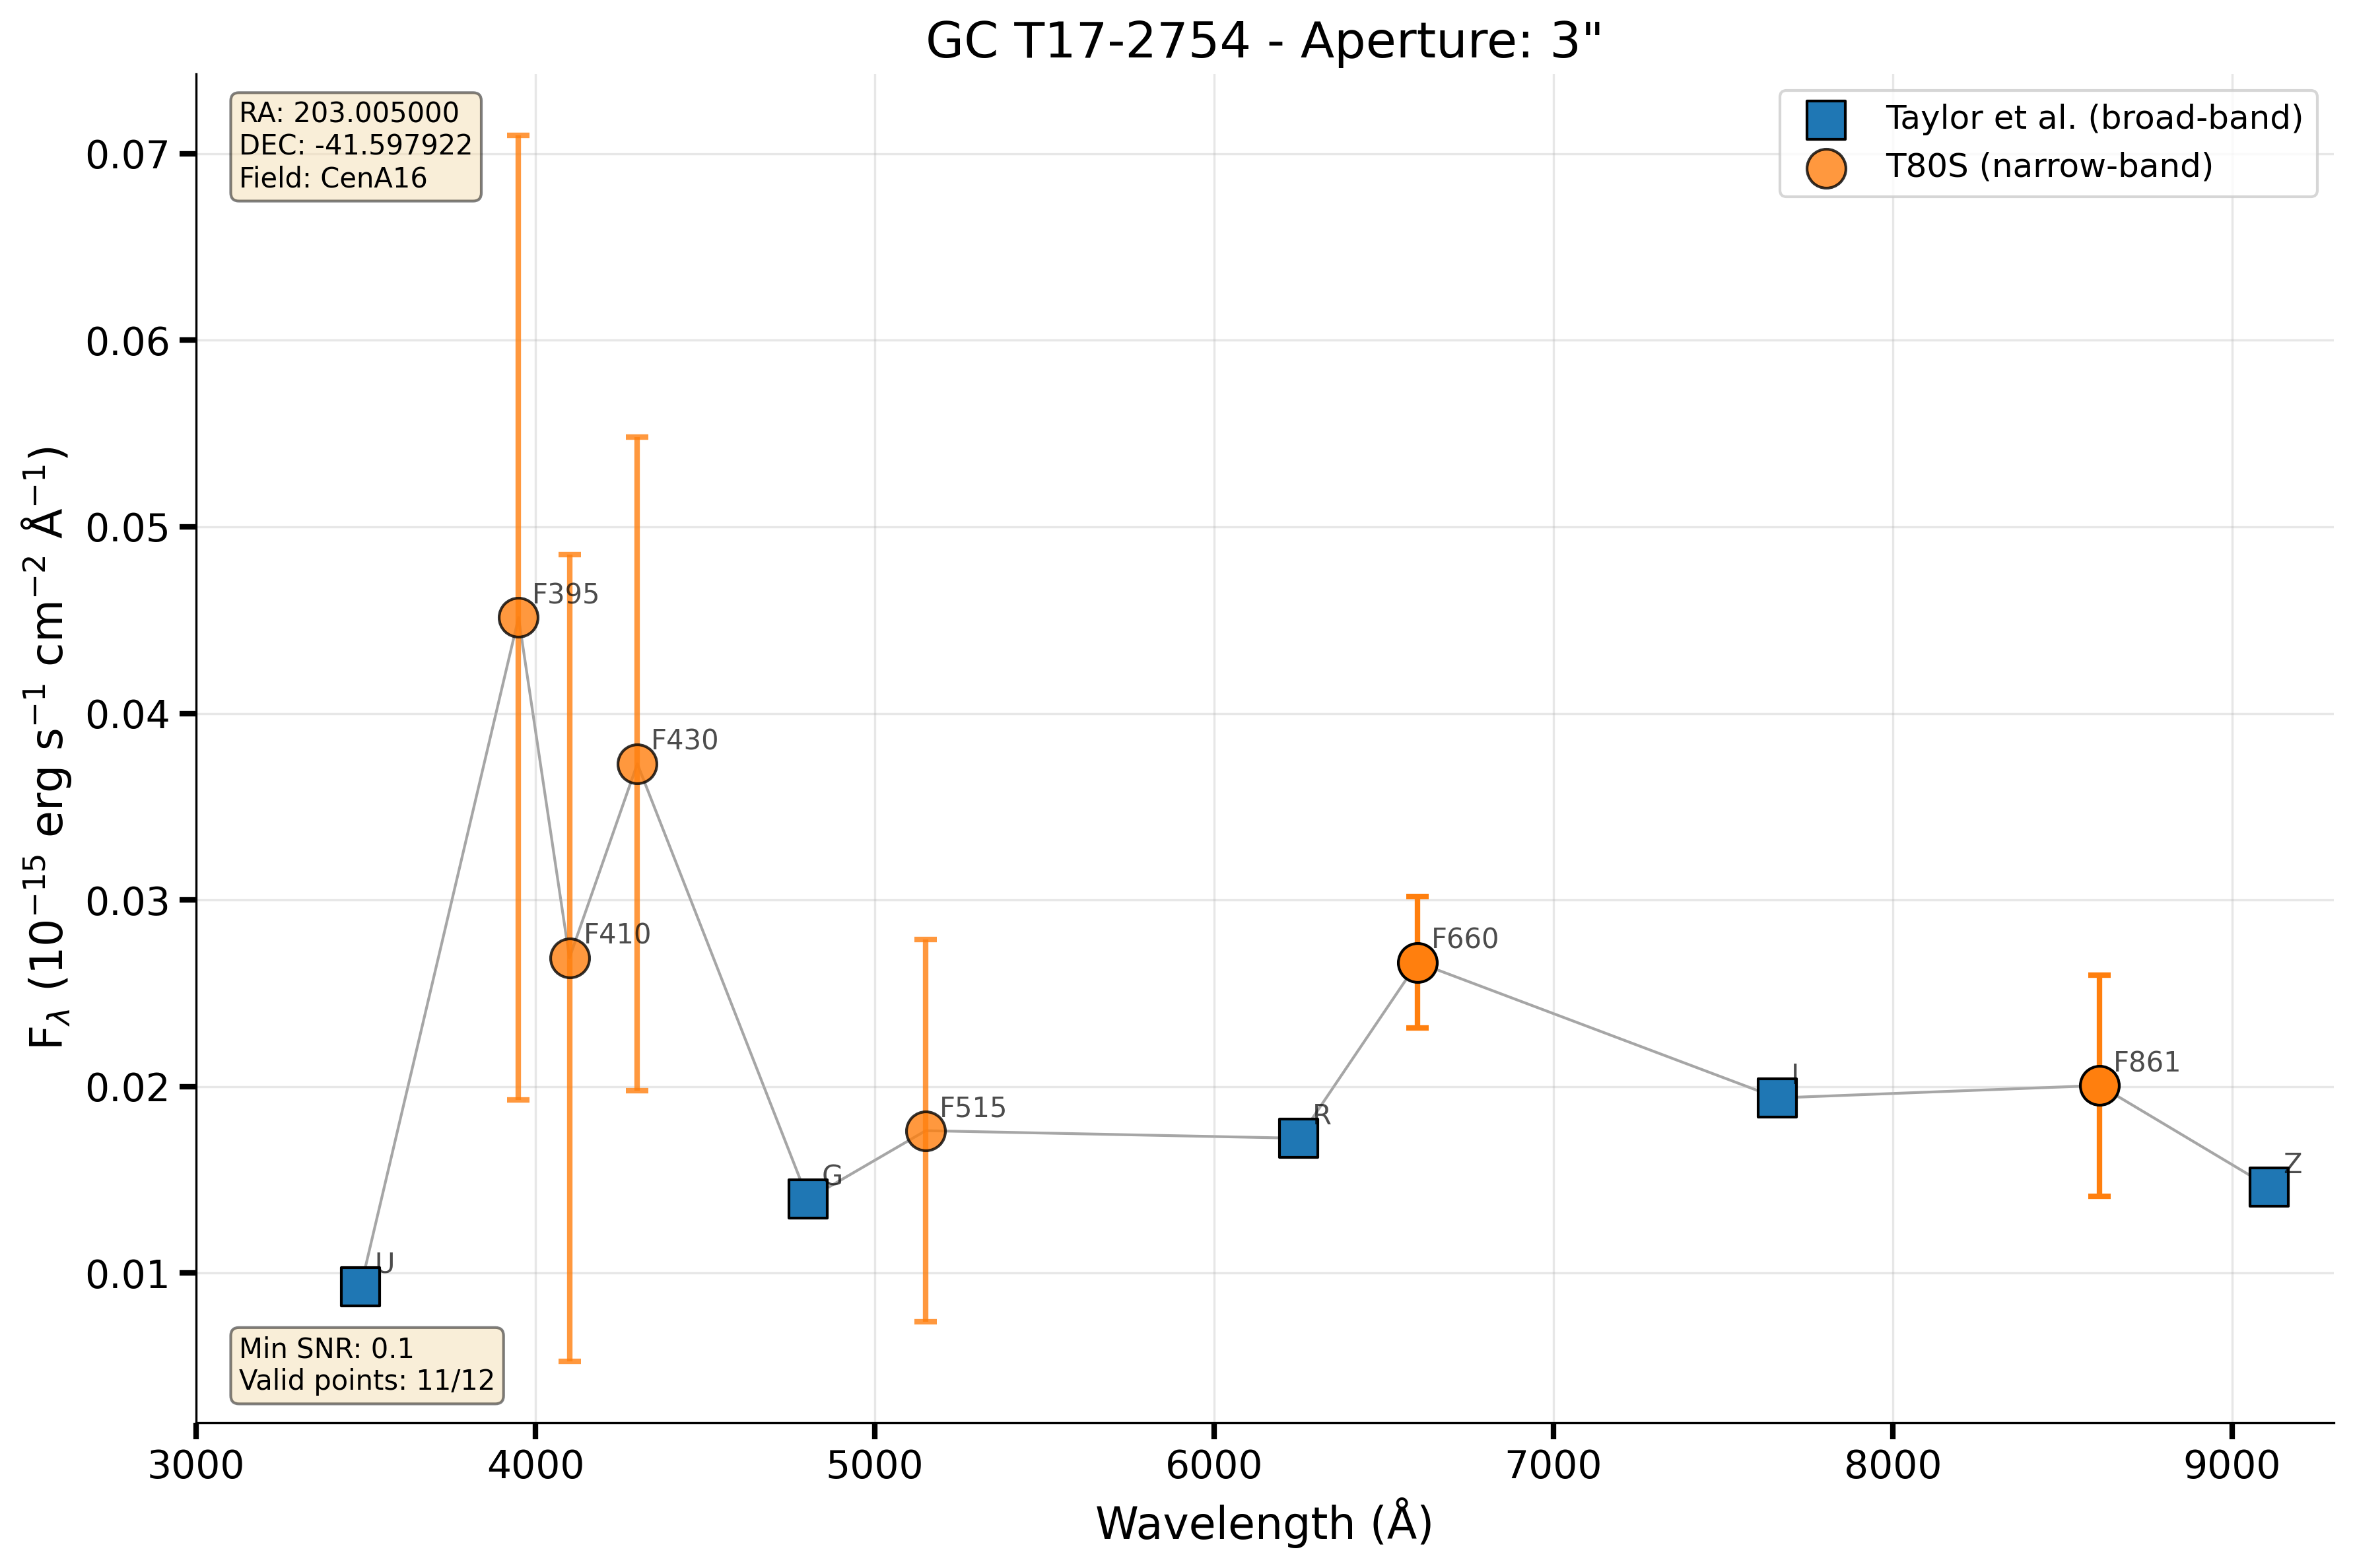 GC T17-2754 - Aperture: 3"
RA: 203.005000
DEC: -41.597922
Field: CenA16
Taylor et al. (broad-band)
T80S (narrow-band)
0.07
0.06
0.05
0.04
0.03
0.02
0.01
F_λ (10⁻¹⁵ erg s⁻¹ cm⁻² Å⁻¹)
F395
F430
F410
F660
F861
I
F515
R
G
Z
U
Min SNR: 0.1
Valid points: 11/12
3000 4000 5000 6000 7000 8000 9000
Wavelength (Å)